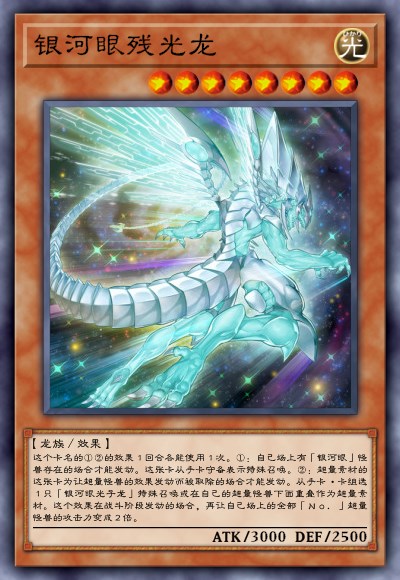 银河眼残光龙
光
【龙族／效果】
这个卡名的①②的效果1回合各能使用1次。①：自己场上有「银河眼」怪
兽存在的场合才能发动。这张卡从手卡守备表示特殊召唤。②：超量素材的
这张卡为让超量怪兽的效果发动而被取除的场合才能发动。从手卡·卡组选
1只「银河眼光子龙」特殊召唤或在自己的超量怪兽下面重叠作为超量素
材。这个效果在战斗阶段发动的场合，再让自己场上的全部「No.」超量
怪兽的攻击力变成2倍。
ATK/3000 DEF/2500